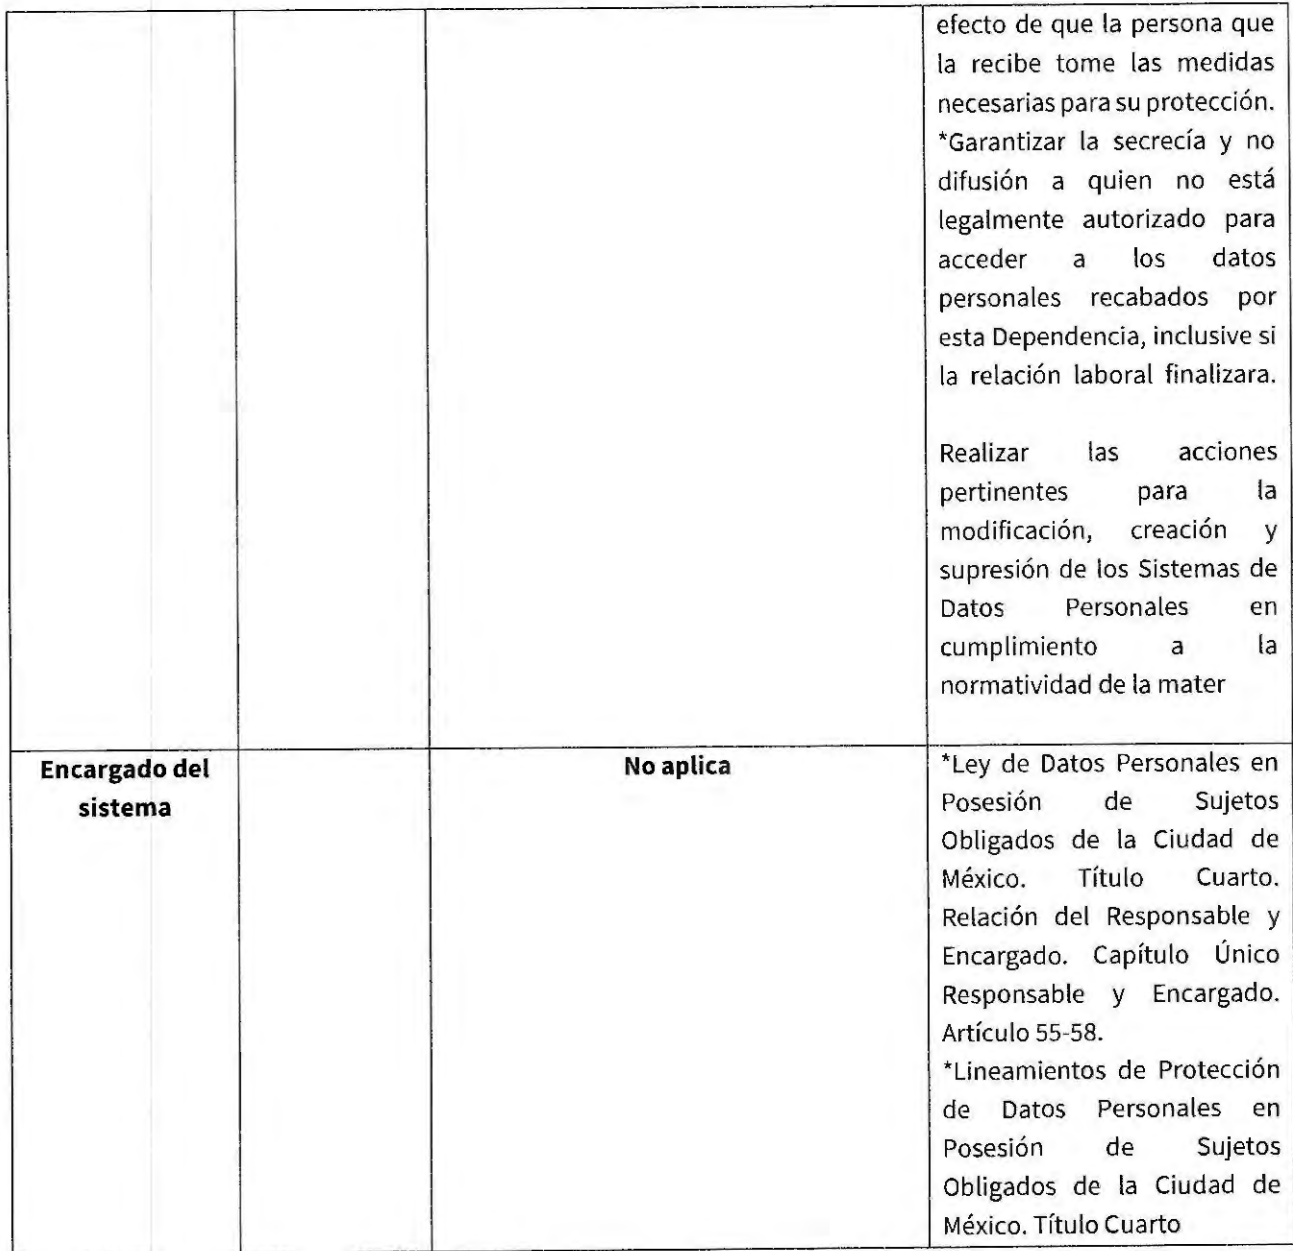 efecto de que la persona que
la recibe tome las medidas
necesarias para su protección.
*Garantizar la secrecía y no
difusión a quien no está
legalmente autorizado para
acceder a los datos
personales recabados por
esta Dependencia, inclusive si
la relación laboral finalizara.
Realizar las acciones
pertinentes para la
modificación, creación y
supresión de los Sistemas de
Datos Personales en
cumplimiento a la
normatividad de la mater
Encargado del
sistema
No aplica
*Ley de Datos Personales en
Posesión de Sujetos
Obligados de la Ciudad de
México. Título Cuarto.
Relación del Responsable y
Encargado. Capítulo Único
Responsable y Encargado.
Artículo 55-58.
*Lineamientos de Protección
de Datos Personales en
Posesión de Sujetos
Obligados de la Ciudad de
México. Título Cuarto